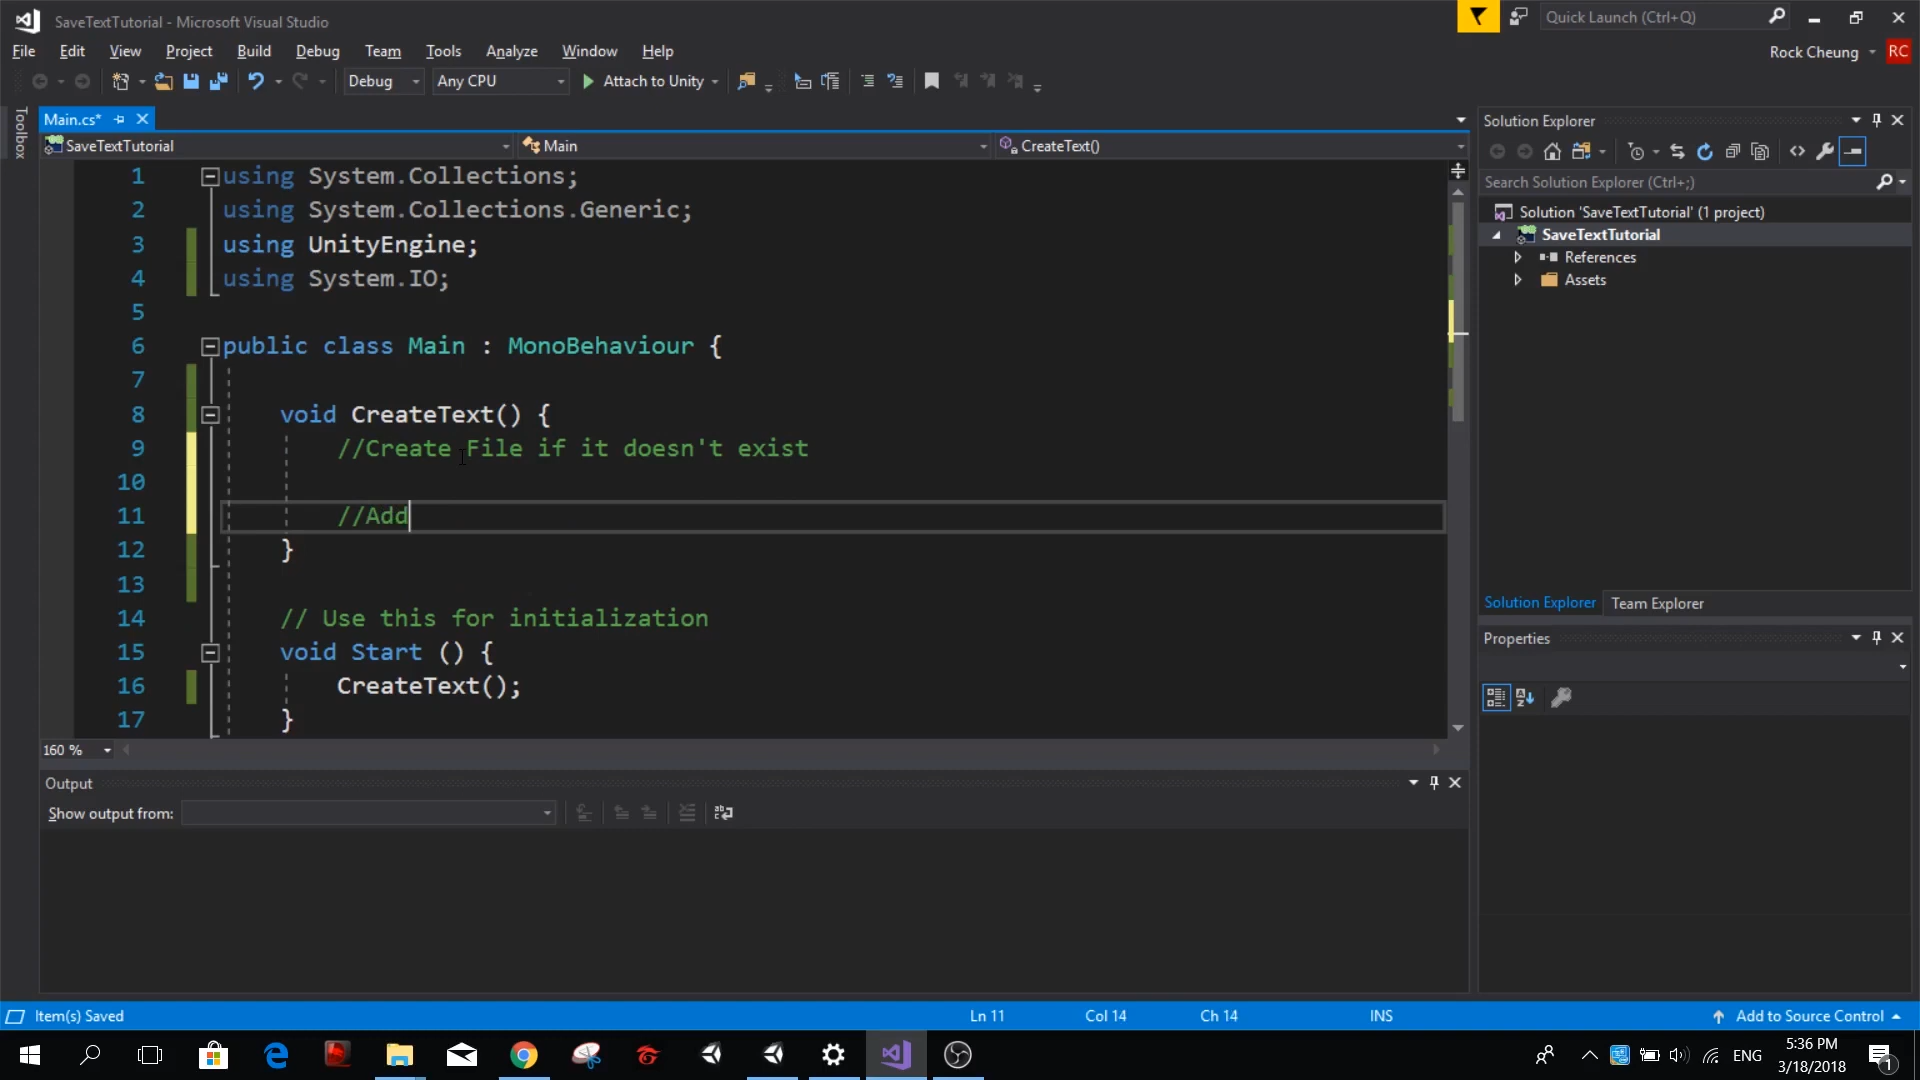 SaveTextTutorial - Microsoft Visual Studio
Quick Launch (Ctrl+Q)
File Edit View Project Build Debug Team Tools Analyze Window Help
Rock Cheung RC
Debug Any CPU Attach to Unity
Toolbox
Main.cs*
SaveTextTutorial Main CreateText()
1 using System.Collections;
2 using System.Collections.Generic;
3 using UnityEngine;
4 using System.IO;
5
6 public class Main : MonoBehaviour {
7
8 void CreateText() {
9 //Create File if it doesn't exist
10
11 //Add
12 }
13
14 // Use this for initialization
15 void Start () {
16 CreateText();
17 }
160 %
Output
Show output from:
Solution Explorer
Search Solution Explorer (Ctrl+;)
Solution 'SaveTextTutorial' (1 project)
SaveTextTutorial
References
Assets
Solution Explorer Team Explorer
Properties
Item(s) Saved Ln 11 Col 14 Ch 14 INS Add to Source Control
ENG
5:36 PM
3/18/2018
1